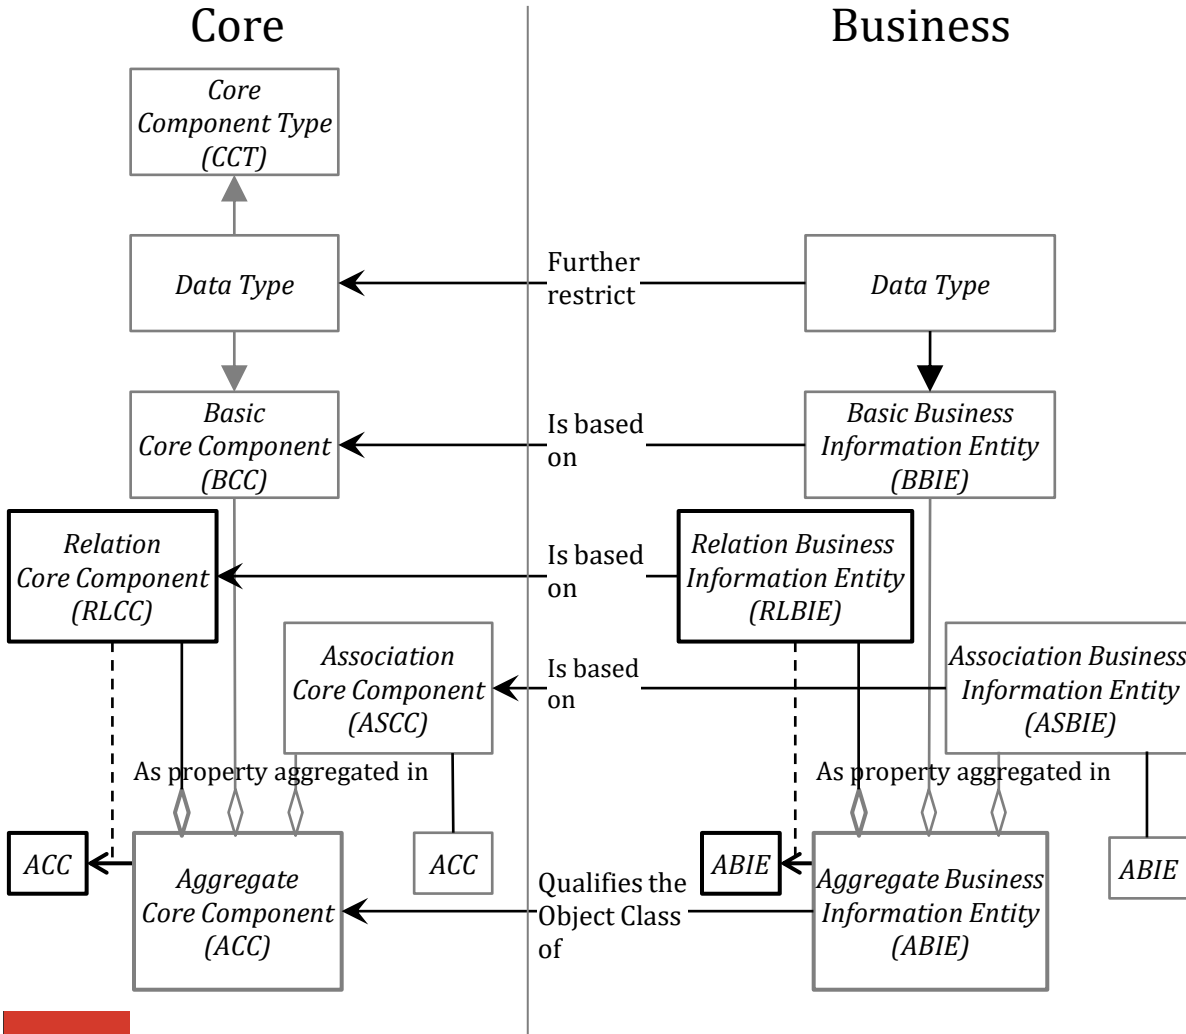 Core
Business
Core
Component Type
(CCT)
Data Type
Further
restrict
Data Type
Basic
Core Component
(BCC)
Is based
on
Basic Business
Information Entity
(BBIE)
Relation
Core Component
(RLCC)
Is based
on
Relation Business
Information Entity
(RLBIE)
Association
Core Component
(ASCC)
Is based
on
Association Business
Information Entity
(ASBIE)
As property aggregated in
As property aggregated in
ACC
Aggregate
Core Component
(ACC)
ACC
Qualifies the
Object Class
of
ABIE
Aggregate Business
Information Entity
(ABIE)
ABIE